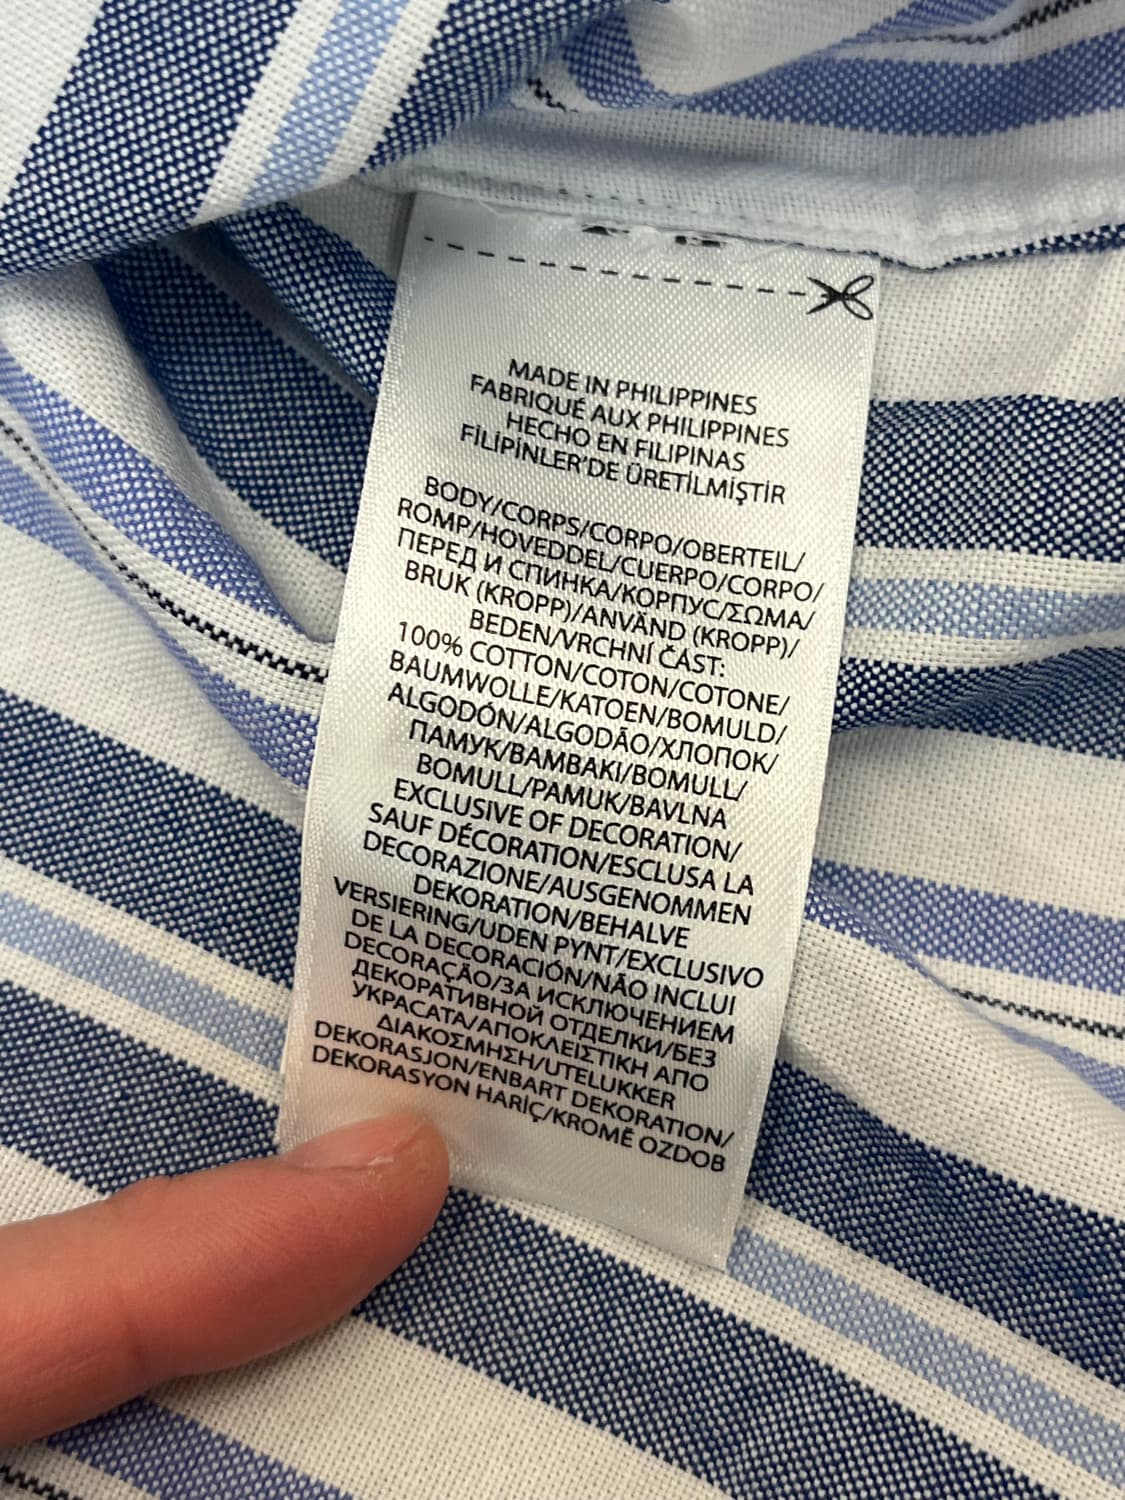 MADE IN PHILIPPINES
FABRIQUÉ AUX PHILIPPINES
HECHO EN FILIPINAS
FİLİPİNLER'DE ÜRETİLMİŞTİR
BODY/CORPS/CORPO/OBERTEIL/
ROMP/HOVEDDEL/CUERPO/CORPO/
ПЕРЕД И СПИНКА/КОРПУС/ΣΩΜΑ/
BRUK (KROPP)/ANVÄND (KROPP)/
BEDEN/VRCHNÍ ČÁST:
100% COTTON/COTON/COTONE/
BAUMWOLLE/KATOEN/BOMULD/
ALGODÓN/ALGODÃO/ХЛОПОК/
ПАМУК/ΒΑΜΒΑΚΙ/BOMULL/
BOMULL/PAMUK/BAVLNA
EXCLUSIVE OF DECORATION/
SAUF DÉCORATION/ESCLUSA LA
DECORAZIONE/AUSGENOMMEN
DEKORATION/BEHALVE
VERSIERING/UDEN PYNT/EXCLUSIVO
DE LA DECORACIÓN/NÃO INCLUI
DECORAÇÃO/ЗА ИСКЛЮЧЕНИЕМ
ДЕКОРАТИВНОЙ ОТДЕЛКИ/БЕЗ
УКРАСАТА/ΑΠΟΚΛΕΙΣΤΙΚΗ ΑΠΟ
ΔΙΑΚΟΣΜΗΣΗ/UTELUKKER
DEKORASJON/ENBART DEKORATION/
DEKORASYON HARİÇ/KROMĚ OZDOB